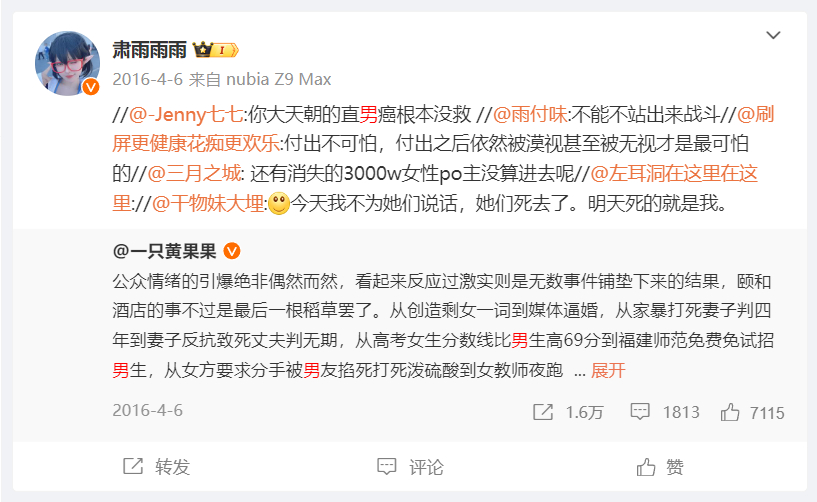 肃雨雨雨
2016-4-6 来自 nubia Z9 Max
//@-Jenny七七:你大天朝的直男癌根本没救 //@雨付味:不能不站出来战斗//@刷
屏更健康花痴更欢乐:付出不可怕，付出之后依然被漠视甚至被无视才是最可怕
的//@三月之城: 还有消失的3000w女性po主没算进去呢//@左耳洞在这里在这
里://@干物妹大埋:今天我不为她们说话，她们死去了。明天死的就是我。
@一只黄果果
公众情绪的引爆绝非偶然而然，看起来反应过激实则是无数事件铺垫下来的结果，颐和
酒店的事不过是最后一根稻草罢了。从创造剩女一词到媒体逼婚，从家暴打死妻子判四
年到妻子反抗致死丈夫判无期，从高考女生分数线比男生高69分到福建师范免费免试招
男生，从女方要求分手被男友掐死打死泼硫酸到女教师夜跑 ... 展开
2016-4-6 1.6万 1813 7115
转发 评论 赞